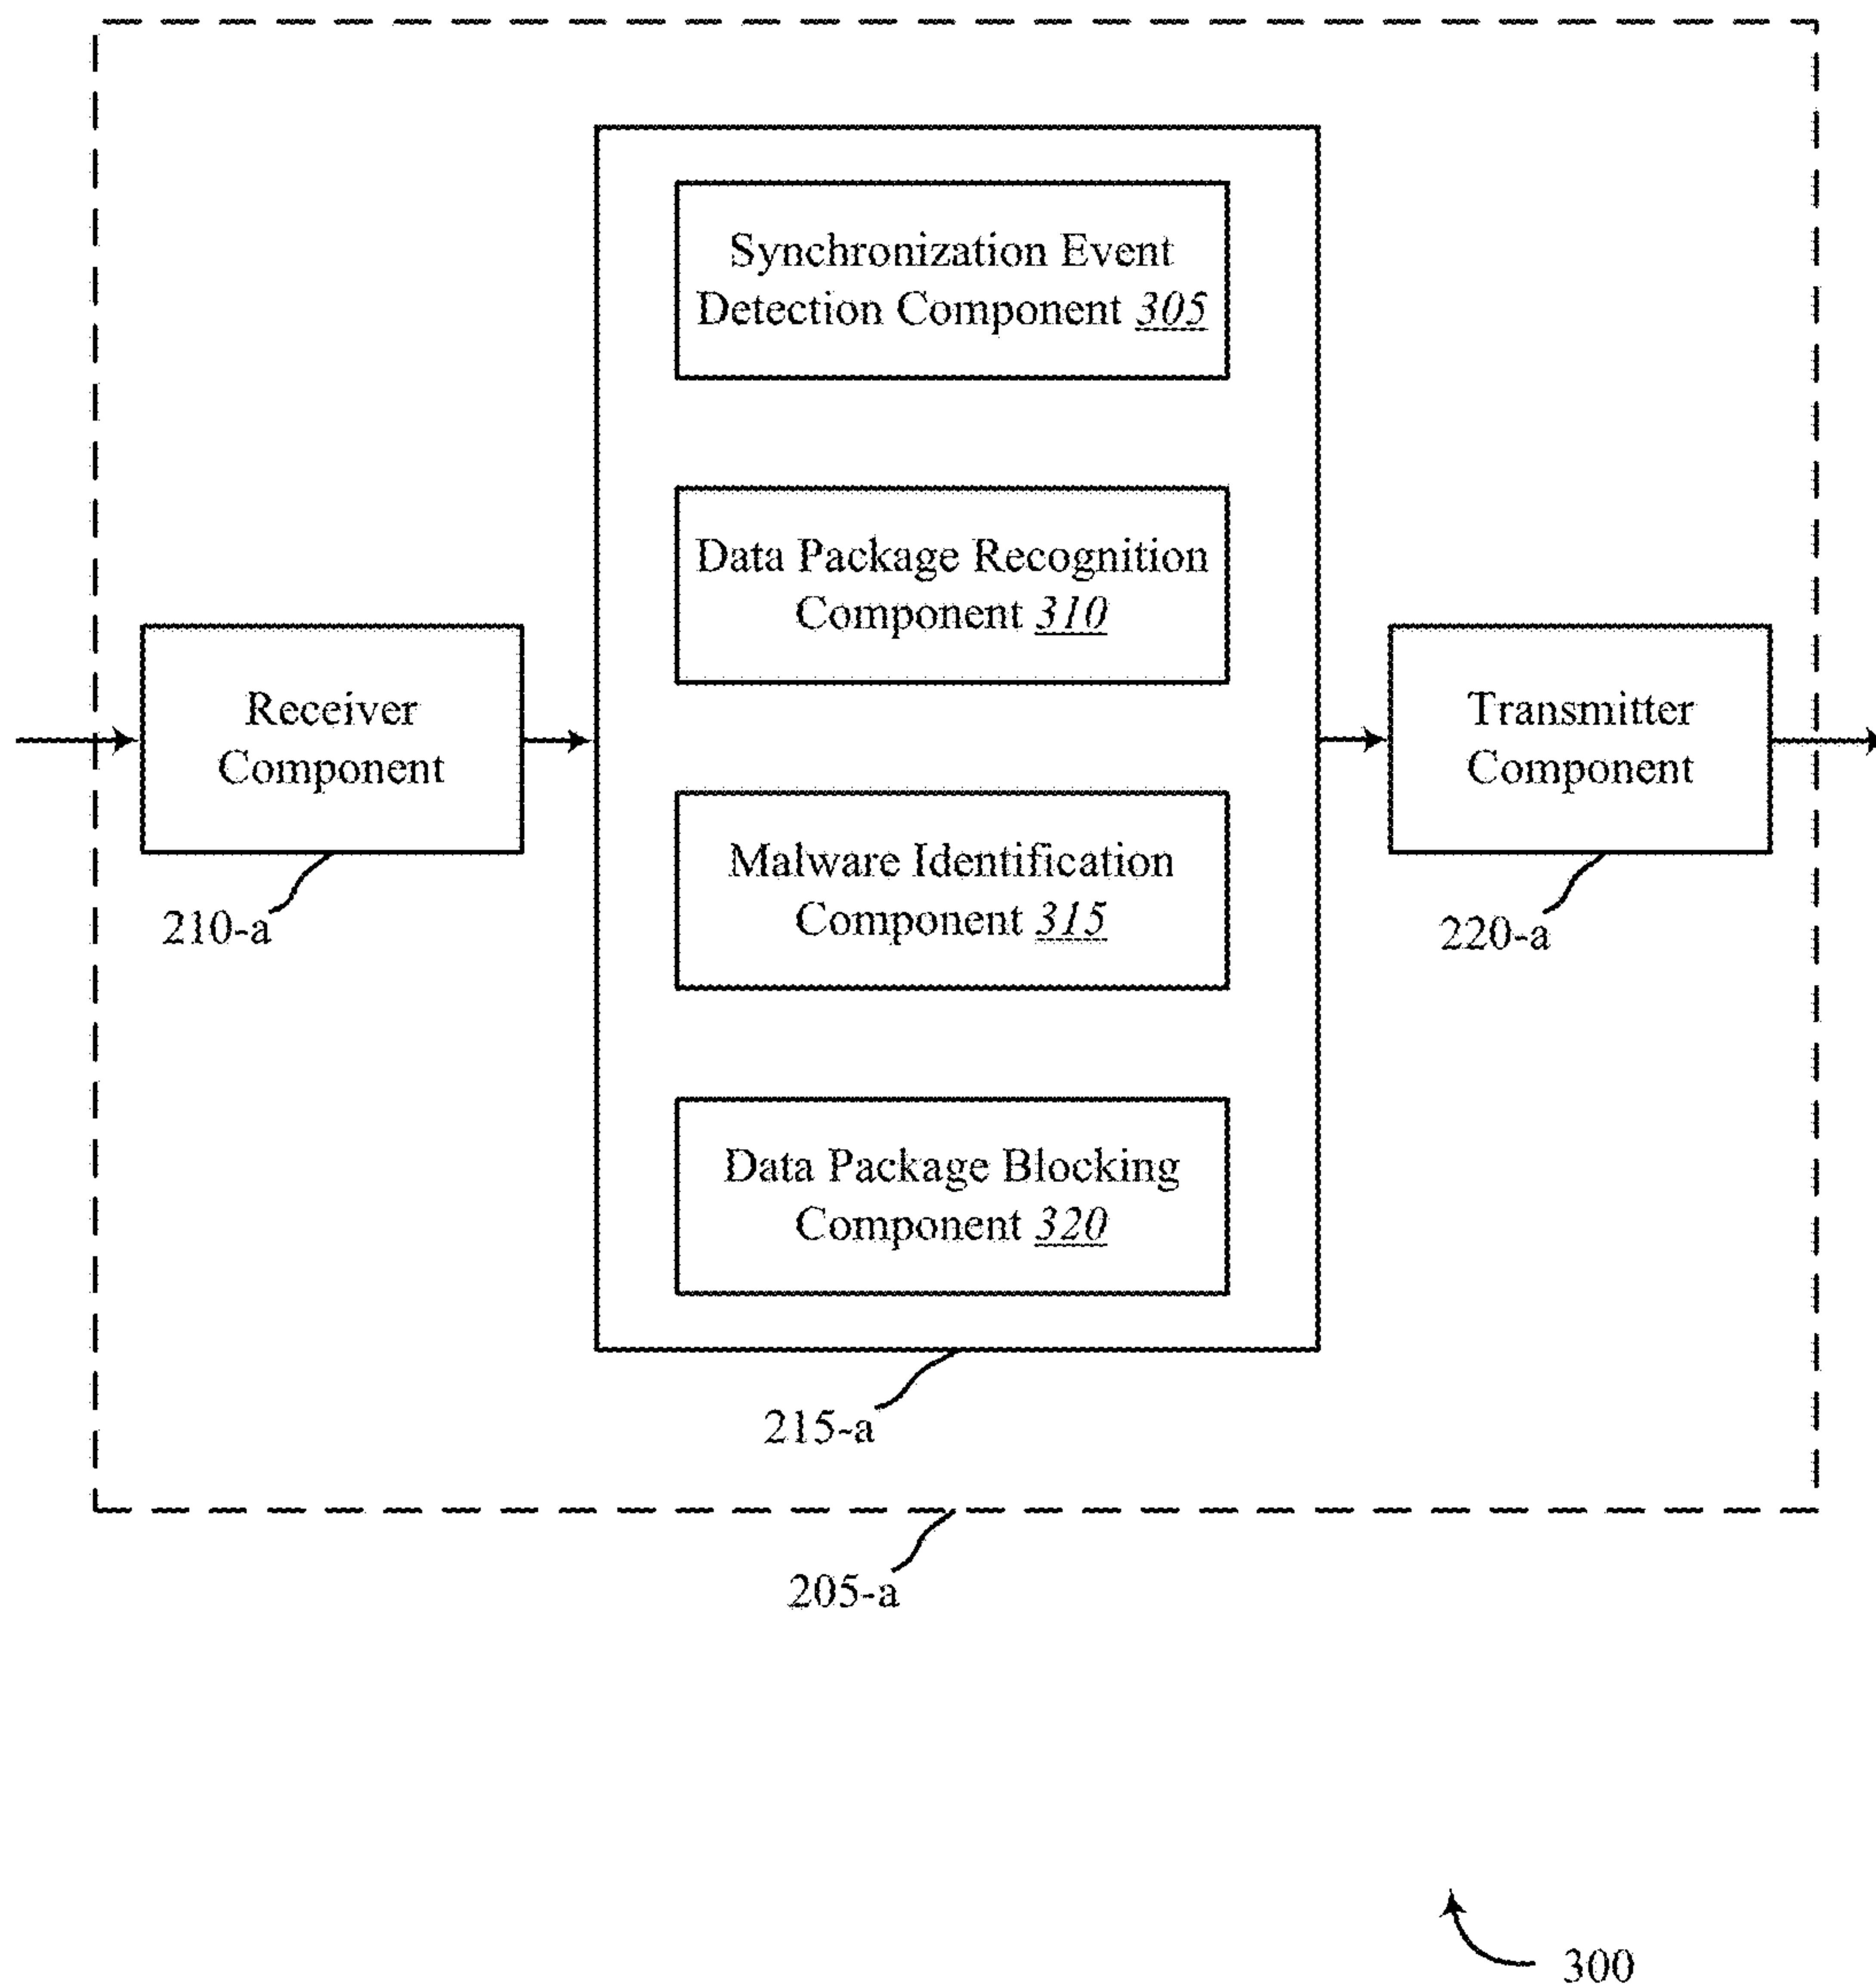 Synchronization Event
Detection Component 305
Data Package Recognition
Component 310
Receiver
Component
Transmitter
Component
Malware Identification
Component 315
210-a
220-a
Data Package Blocking
Component 320
215-a
205-a
300